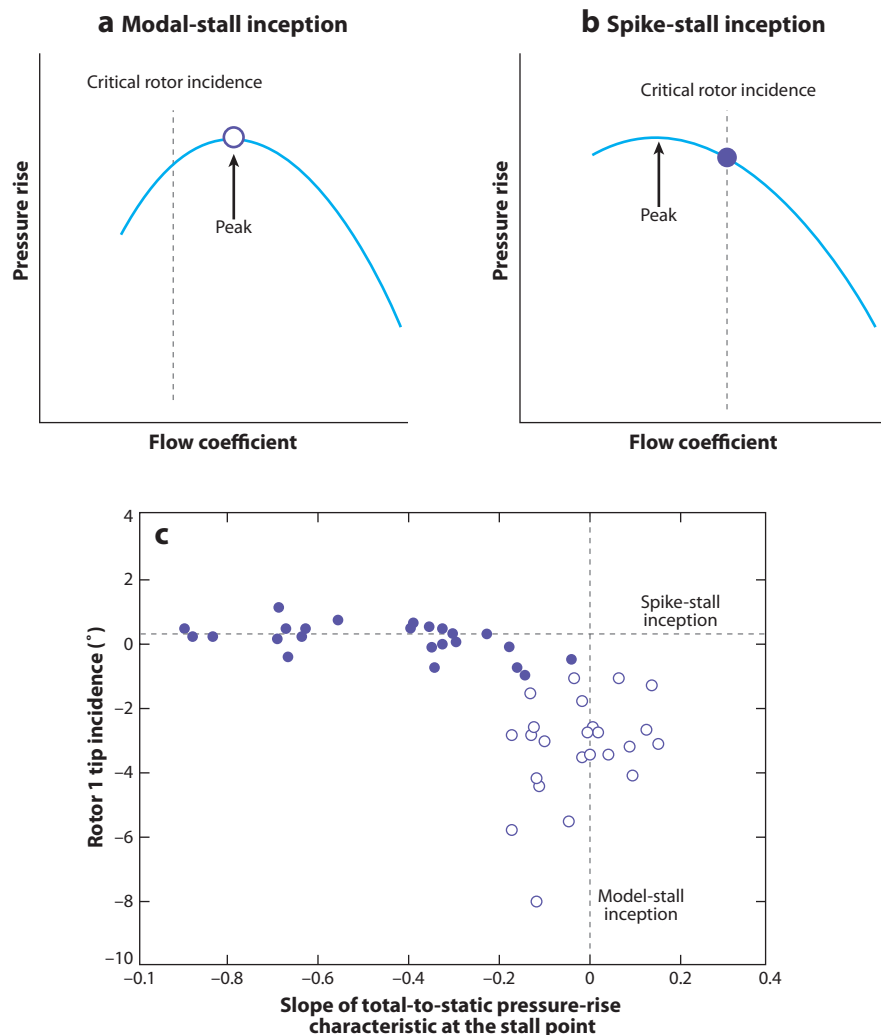 a Modal-stall inception
Critical rotor incidence
Peak
Pressure rise
Flow coefficient
b Spike-stall inception
Critical rotor incidence
Peak
Pressure rise
Flow coefficient
c
4
2
0
–2
–4
–6
–8
–10
Rotor 1 tip incidence (˚)
Spike-stall
inception
Model-stall
inception
–0.1
–0.8
–0.6
–0.4
–0.2
0
0.2
0.4
Slope of total-to-static pressure-rise
characteristic at the stall point